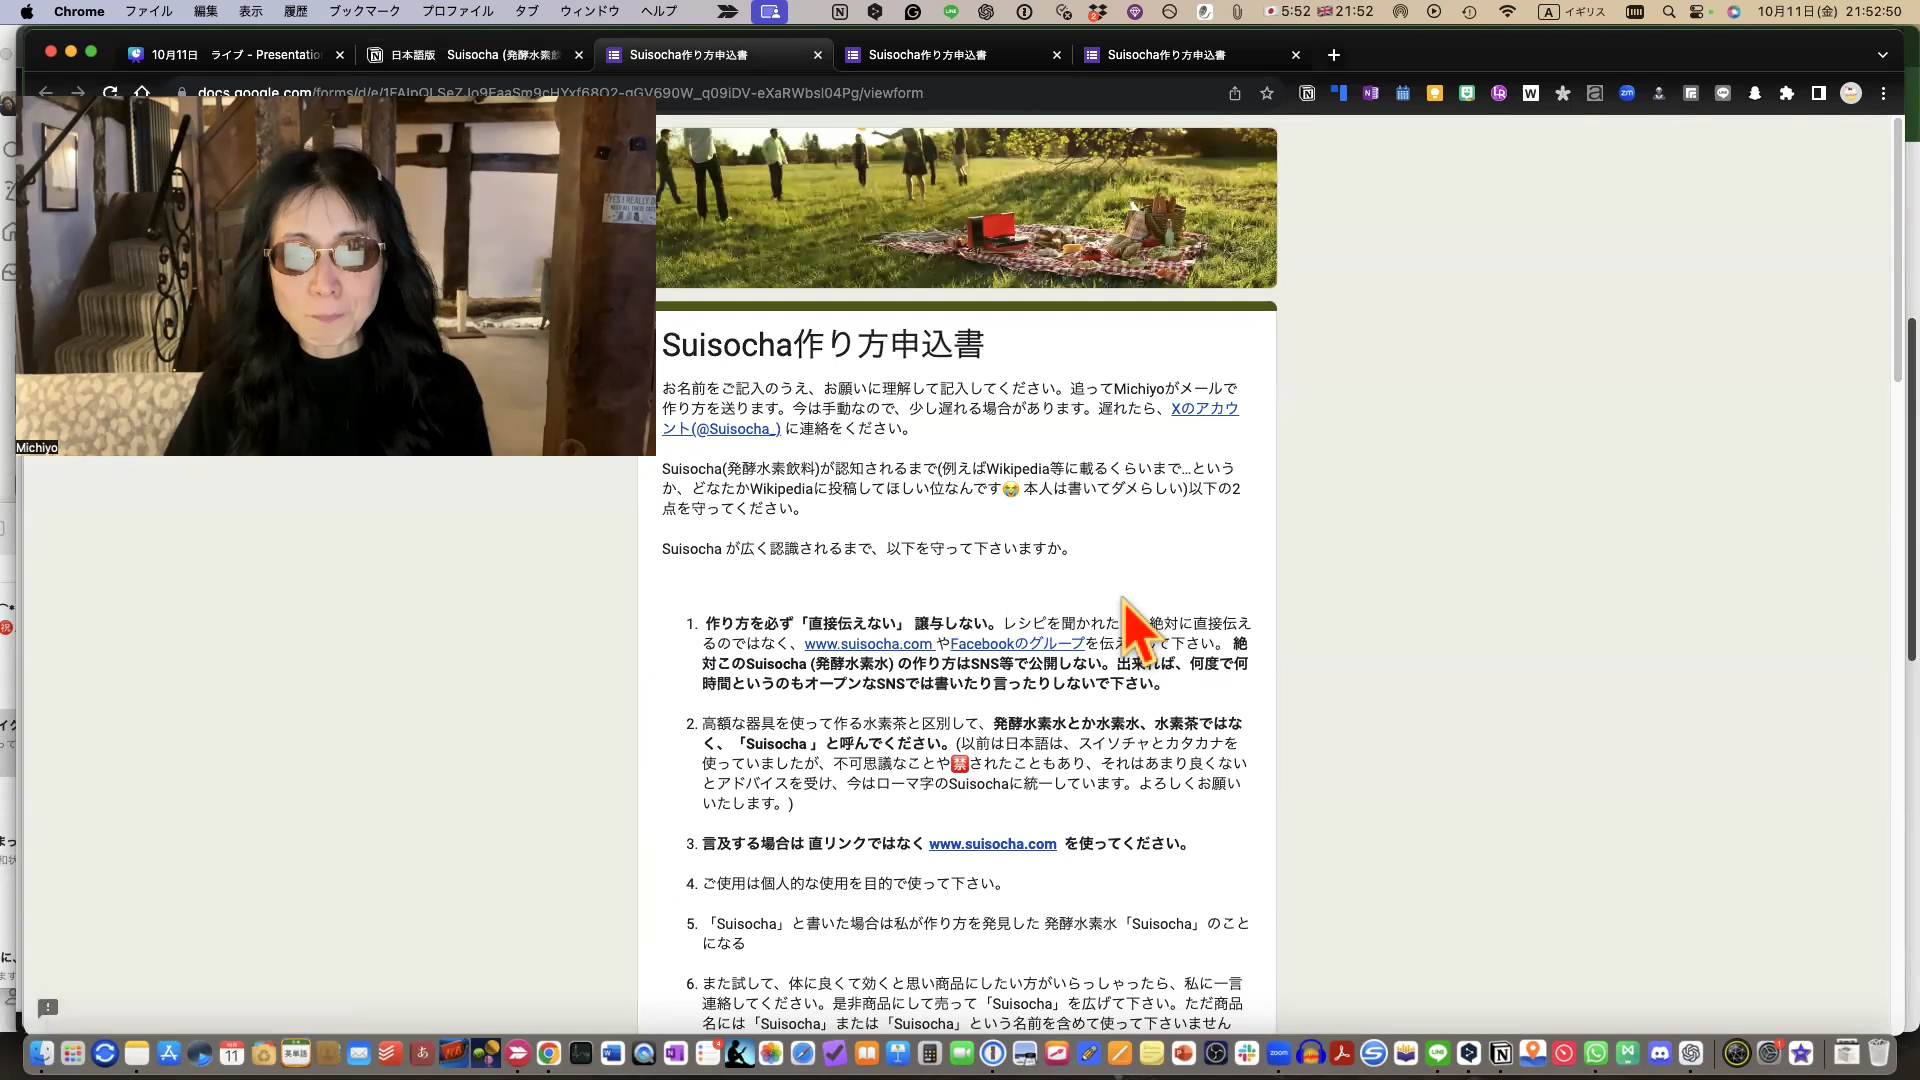 Chrome ファイル 編集 表示 履歴 ブックマーク プロファイル タブ ウィンドウ ヘルプ 5:52 21:52 A イギリス 10月11日(金) 21:52:50
10月11日 ライブ - Presentatio
日本語版 Suisocha (発酵水素飲
Suisocha作り方申込書
Suisocha作り方申込書
Suisocha作り方申込書
Michiyo
Suisocha作り方申込書
お名前をご記入のうえ、お願いに理解して記入してください。追ってMichiyoがメールで
作り方を送ります。今は手動なので、少し遅れる場合があります。遅れたら、Xのアカウ
ント(@Suisocha_) に連絡をください。
Suisocha(発酵水素飲料)が認知されるまで(例えばWikipedia等に載るくらいまで…という
か、どなたかWikipediaに投稿してほしい位なんです😭 本人は書いてダメらしい)以下の2
点を守ってください。
Suisocha が広く認識されるまで、以下を守って下さいますか。
1. 作り方を必ず「直接伝えない」 譲与しない。レシピを聞かれた 絶対に直接伝え
るのではなく、www.suisocha.com やFacebookのグループを伝え て下さい。 絶
対このSuisocha (発酵水素水) の作り方はSNS等で公開しない。出来れば、何度で何
時間というのもオープンなSNSでは書いたり言ったりしないで下さい。
2. 高額な器具を使って作る水素茶と区別して、発酵水素水とか水素水、水素茶ではな
く、「Suisocha 」と呼んでください。(以前は日本語は、スイソチャとカタカナを
使っていましたが、不可思議なことや🈲されたこともあり、それはあまり良くない
とアドバイスを受け、今はローマ字のSuisochaに統一しています。よろしくお願い
いたします。)
3. 言及する場合は 直リンクではなく www.suisocha.com を使ってください。
4. ご使用は個人的な使用を目的で使って下さい。
5. 「Suisocha」と書いた場合は私が作り方を発見した 発酵水素水「Suisocha」のこと
になる
6. また試して、体に良くて効くと思い商品にしたい方がいらっしゃったら、私に一言
連絡してください。是非商品にして売って「Suisocha」を広げて下さい。ただ商品
名には「Suisocha」または「Suisocha」という名前を含めて使って下さいません